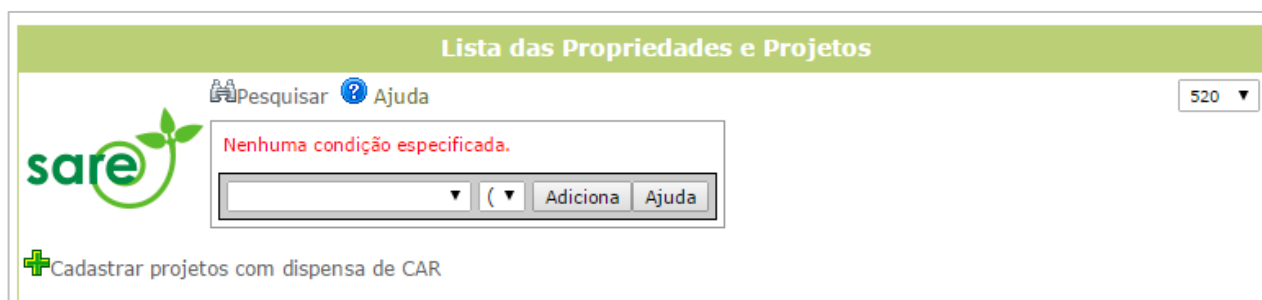 Lista das Propriedades e Projetos
Pesquisar ? Ajuda
520
sare
Nenhuma condição especificada.
( Adiciona Ajuda
Cadastrar projetos com dispensa de CAR